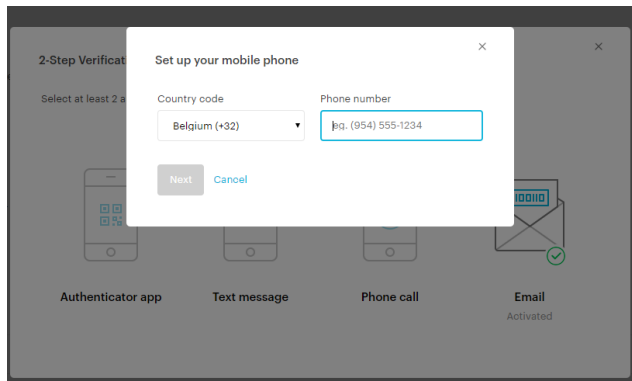 2-Step Verificat
Set up your mobile phone
Select at least 2 a
Country code
Phone number
Belgium (+32)
eg. (954) 555-1234
Next
Cancel
100110
Authenticator app
Text message
Phone call
Email
Activated